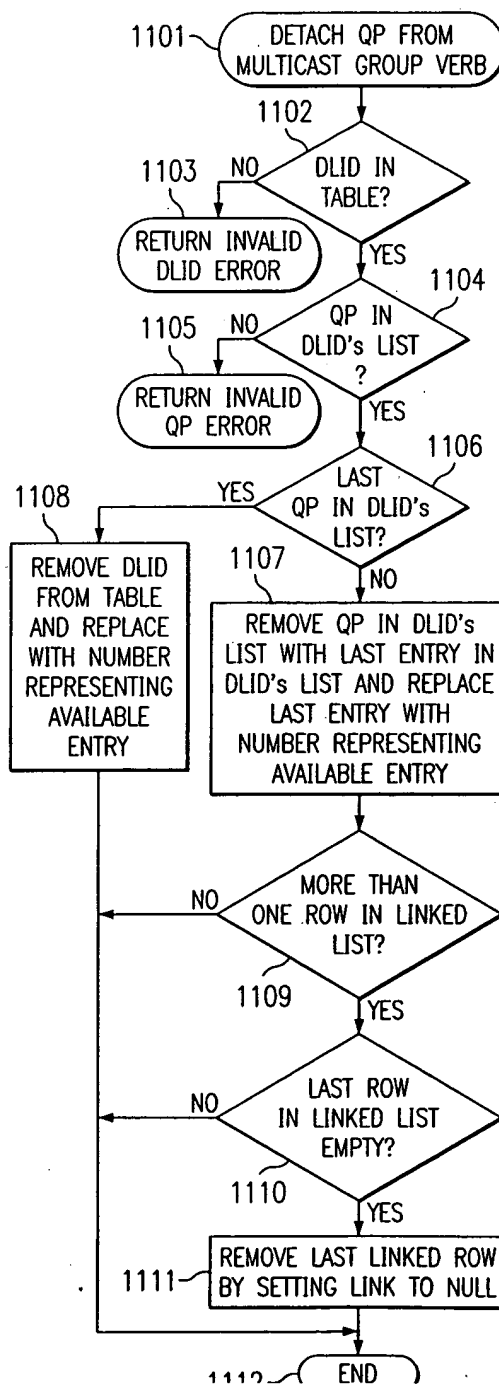 1101
DETACH QP FROM
MULTICAST GROUP VERB
1102
DLID IN
TABLE?
NO
YES
1103
RETURN INVALID
DLID ERROR
1104
QP IN
DLID's LIST
?
NO
YES
1105
RETURN INVALID
QP ERROR
1106
LAST
QP IN DLID's
LIST?
YES
NO
1108
REMOVE DLID
FROM TABLE
AND REPLACE
WITH NUMBER
REPRESENTING
AVAILABLE
ENTRY
1107
REMOVE QP IN DLID's
LIST WITH LAST ENTRY IN
DLID's LIST AND REPLACE
LAST ENTRY WITH
NUMBER REPRESENTING
AVAILABLE ENTRY
MORE THAN
ONE ROW IN LINKED
LIST?
NO
1109
YES
LAST ROW
IN LINKED LIST
EMPTY?
NO
1110
YES
1111
REMOVE LAST LINKED ROW
BY SETTING LINK TO NULL
1112
END